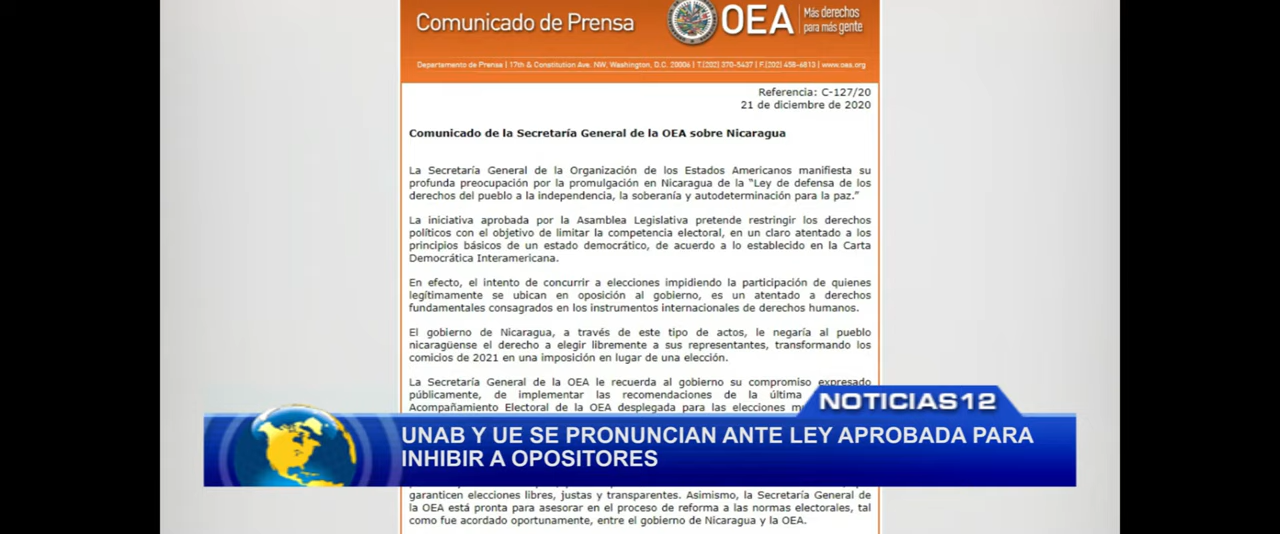 Comunicado de Prensa
OEA
Más derechos
para más gente
Departamento de Prensa | 17th & Constitution Ave. NW, Washington, D.C. 20006 | T.(202) 370-5437 | F.(202) 458-6813 | www.oea.org
Referencia: C-127/20
21 de diciembre de 2020
Comunicado de la Secretaría General de la OEA sobre Nicaragua
La Secretaría General de la Organización de los Estados Americanos manifiesta su
profunda preocupación por la promulgación en Nicaragua de la “Ley de defensa de los
derechos del pueblo a la independencia, la soberanía y autodeterminación para la paz.”
La iniciativa aprobada por la Asamblea Legislativa pretende restringir los derechos
políticos con el objetivo de limitar la competencia electoral, en un claro atentado a los
principios básicos de un estado democrático, de acuerdo a lo establecido en la Carta
Democrática Interamericana.
En efecto, el intento de concurrir a elecciones impidiendo la participación de quienes
legítimamente se ubican en oposición al gobierno, es un atentado a derechos
fundamentales consagrados en los instrumentos internacionales de derechos humanos.
El gobierno de Nicaragua, a través de este tipo de actos, le negaría al pueblo
nicaragüense el derecho a elegir libremente a sus representantes, transformando los
comicios de 2021 en una imposición en lugar de una elección.
La Secretaría General de la OEA le recuerda al gobierno su compromiso expresado
públicamente, de implementar las recomendaciones de la última
Acompañamiento Electoral de la OEA desplegada para las elecciones
NOTICIAS12
UNAB Y UE SE PRONUNCIAN ANTE LEY APROBADA PARA
INHIBIR A OPOSITORES
garanticen elecciones libres, justas y transparentes. Asimismo, la Secretaría General de
la OEA está pronta para asesorar en el proceso de reforma a las normas electorales, tal
como fue acordado oportunamente, entre el gobierno de Nicaragua y la OEA.